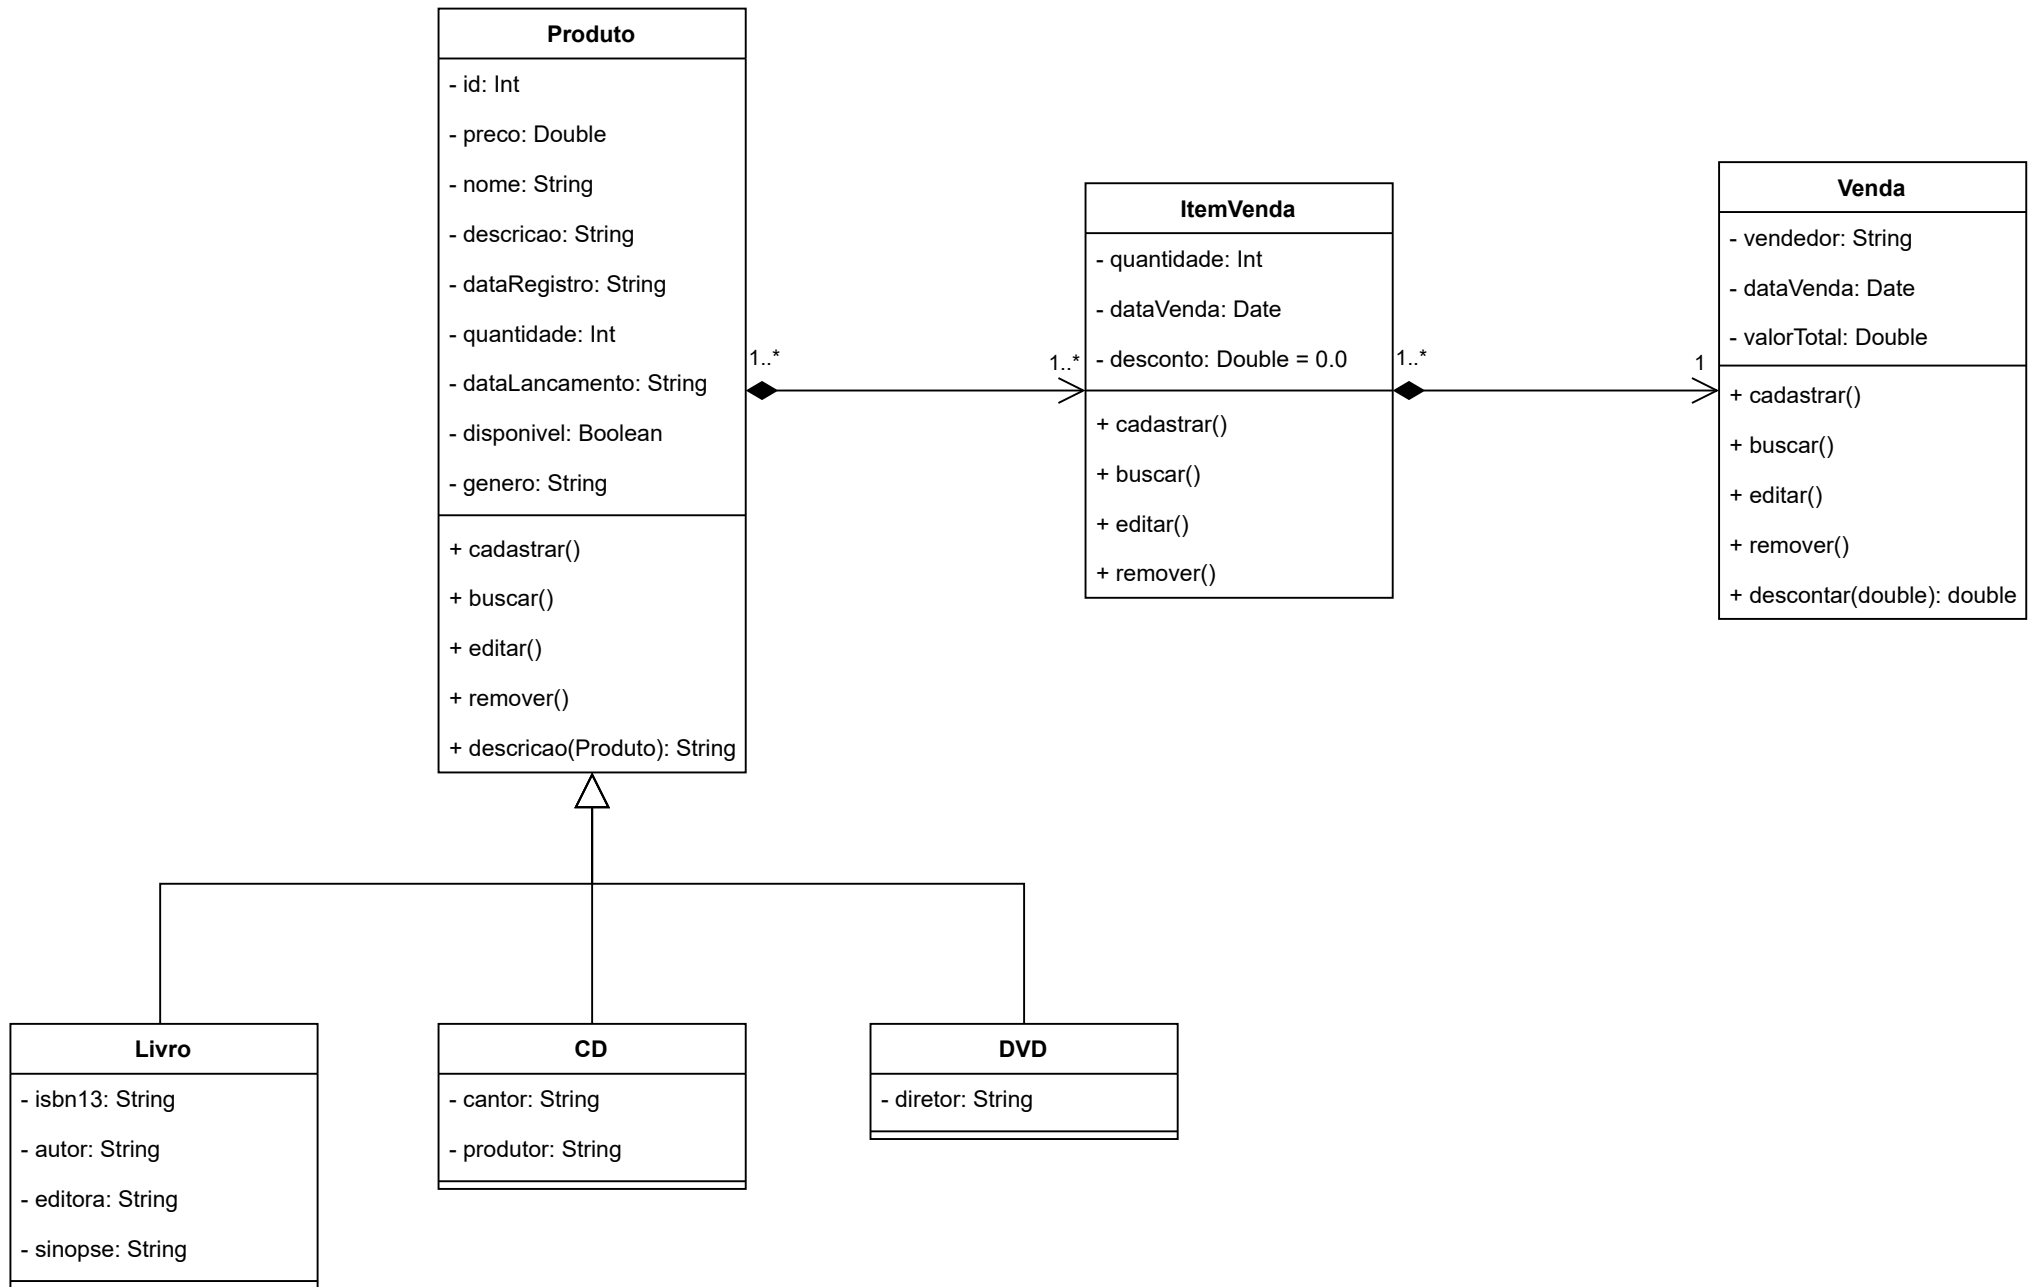 Produto
- id: Int
- preco: Double
- nome: String
- descricao: String
- dataRegistro: String
- quantidade: Int
- dataLancamento: String
- disponivel: Boolean
- genero: String
+ cadastrar()
+ buscar()
+ editar()
+ remover()
+ descricao(Produto): String
1..*
1..*
ItemVenda
- quantidade: Int
- dataVenda: Date
- desconto: Double = 0.0
+ cadastrar()
+ buscar()
+ editar()
+ remover()
1..*
1
Venda
- vendedor: String
- dataVenda: Date
- valorTotal: Double
+ cadastrar()
+ buscar()
+ editar()
+ remover()
+ descontar(double): double
Livro
- isbn13: String
- autor: String
- editora: String
- sinopse: String
CD
- cantor: String
- produtor: String
DVD
- diretor: String